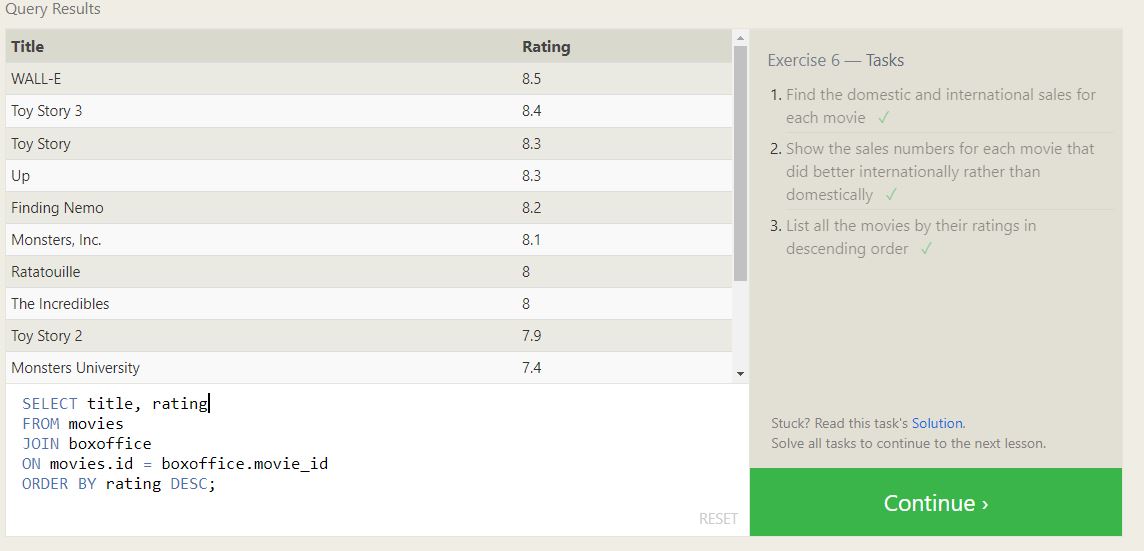 Query Results
Title Rating
WALL-E 8.5
Toy Story 3 8.4
Toy Story 8.3
Up 8.3
Finding Nemo 8.2
Monsters, Inc. 8.1
Ratatouille 8
The Incredibles 8
Toy Story 2 7.9
Monsters University 7.4
SELECT title, rating
FROM movies
JOIN boxoffice
ON movies.id = boxoffice.movie_id
ORDER BY rating DESC;
RESET
Exercise 6 — Tasks
1. Find the domestic and international sales for
each movie ✓
2. Show the sales numbers for each movie that
did better internationally rather than
domestically ✓
3. List all the movies by their ratings in
descending order ✓
Stuck? Read this task's Solution.
Solve all tasks to continue to the next lesson.
Continue ›